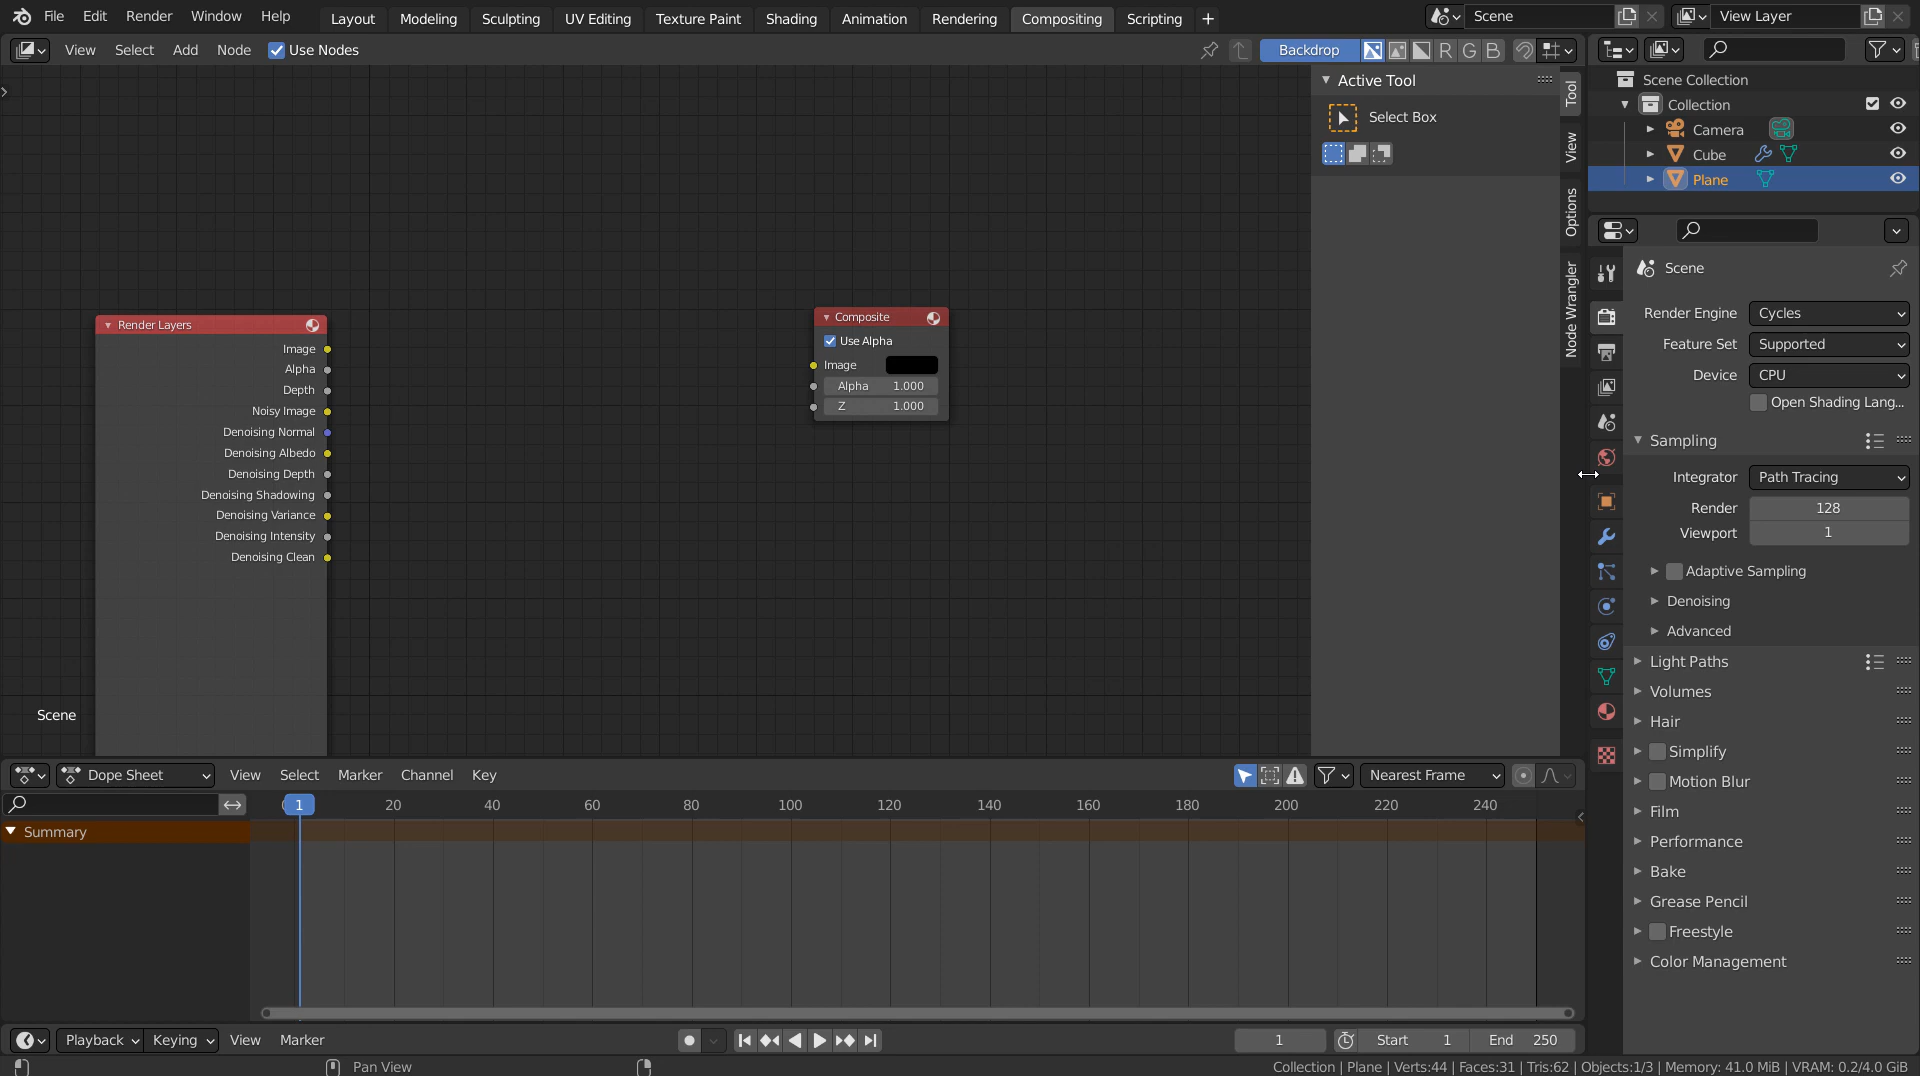 File Edit Render Window Help Layout Modeling Sculpting UV Editing Texture Paint Shading Animation Rendering Compositing Scripting + Scene View Layer
View Select Add Node Use Nodes Backdrop R G B
Active Tool
Select Box
Tool
View
Options
Node Wrangler
Scene Collection
Collection
Camera
Cube
Plane
Render Layers
Image
Alpha
Depth
Noisy Image
Denoising Normal
Denoising Albedo
Denoising Depth
Denoising Shadowing
Denoising Variance
Denoising Intensity
Denoising Clean
Composite
Use Alpha
Image
Alpha 1.000
Z 1.000
Scene
Scene
Render Engine Cycles
Feature Set Supported
Device CPU
Open Shading Lang...
Sampling
Integrator Path Tracing
Render 128
Viewport 1
Adaptive Sampling
Denoising
Advanced
Light Paths
Volumes
Hair
Simplify
Motion Blur
Film
Performance
Bake
Grease Pencil
Freestyle
Color Management
Dope Sheet View Select Marker Channel Key Nearest Frame
1 20 40 60 80 100 120 140 160 180 200 220 240
Summary
Playback Keying View Marker 1 Start 1 End 250
Pan View Collection | Plane | Verts:44 | Faces:31 | Tris:62 | Objects:1/3 | Memory: 41.0 MiB | VRAM: 0.2/4.0 GiB